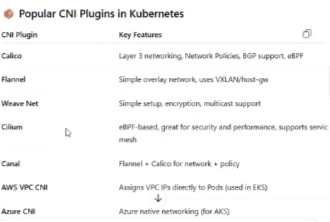 Popular CNI Plugins in Kubernetes
CNI Plugin Key Features
Calico Layer 3 networking, Network Policies, BGP support, eBPF
Flannel Simple overlay network, uses VXLAN/host-gw
Weave Net Simple setup, encryption, multicast support
Cilium eBPF-based, great for security and performance, supports servic
mesh
Canal Flannel + Calico for network + policy
AWS VPC CNI Assigns VPC IPs directly to Pods (used in EKS)
Azure CNI Azure native networking (for AKS)